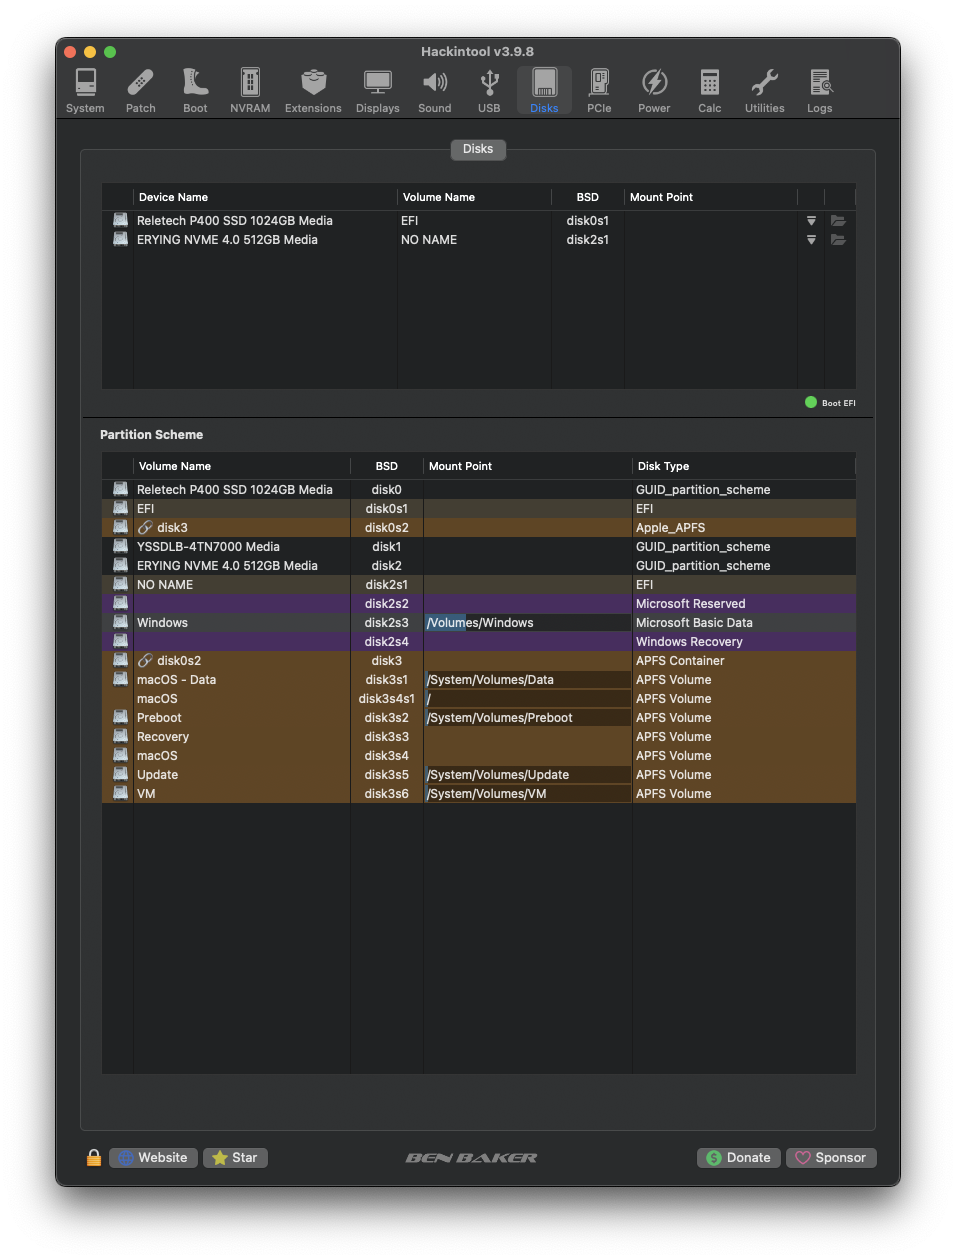 Hackintool v3.9.8
System Patch Boot NVRAM Extensions Displays Sound USB Disks PCIe Power Calc Utilities Logs
Disks
Device Name Volume Name BSD Mount Point
Reletech P400 SSD 1024GB Media EFI disk0s1
ERYING NVME 4.0 512GB Media NO NAME disk2s1
Boot EFI
Partition Scheme
Volume Name BSD Mount Point Disk Type
Reletech P400 SSD 1024GB Media disk0 GUID_partition_scheme
EFI disk0s1 EFI
disk3 disk0s2 Apple_APFS
YSSDLB-4TN7000 Media disk1 GUID_partition_scheme
ERYING NVME 4.0 512GB Media disk2 GUID_partition_scheme
NO NAME disk2s1 EFI
disk2s2 Microsoft Reserved
Windows disk2s3 /Volumes/Windows Microsoft Basic Data
disk2s4 Windows Recovery
disk0s2 disk3 APFS Container
macOS - Data disk3s1 /System/Volumes/Data APFS Volume
macOS disk3s4s1 / APFS Volume
Preboot disk3s2 /System/Volumes/Preboot APFS Volume
Recovery disk3s3 APFS Volume
macOS disk3s4 APFS Volume
Update disk3s5 /System/Volumes/Update APFS Volume
VM disk3s6 /System/Volumes/VM APFS Volume
Website Star BEN BAKER Donate Sponsor